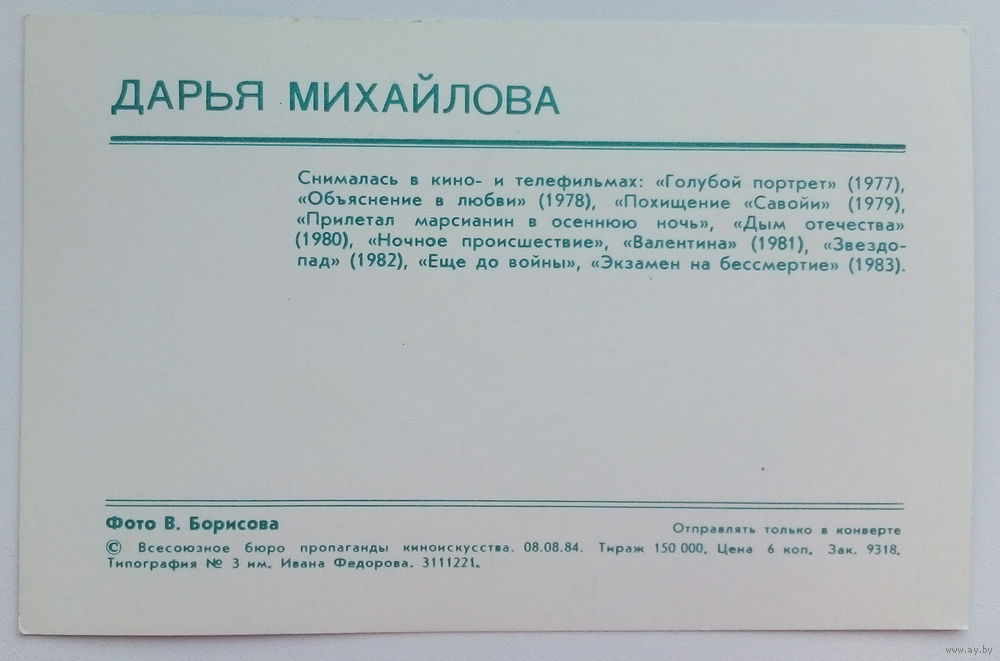 ДАРЬЯ МИХАЙЛОВА
Снималась в кино- и телефильмах: «Голубой портрет» (1977),
«Объяснение в любви» (1978), «Похищение «Савойи» (1979),
«Прилетал марсианин в осеннюю ночь», «Дым отечества»
(1980), «Ночное происшествие», «Валентина» (1981), «Звездо-
пад» (1982), «Еще до войны», «Экзамен на бессмертие» (1983).
Фото В. Борисова
Отправлять только в конверте
© Всесоюзное бюро пропаганды киноискусства. 08.08.84. Тираж 150 000. Цена 6 коп. Зак. 9318.
Типография № 3 им. Ивана Федорова. 3111221.
www.ay.by